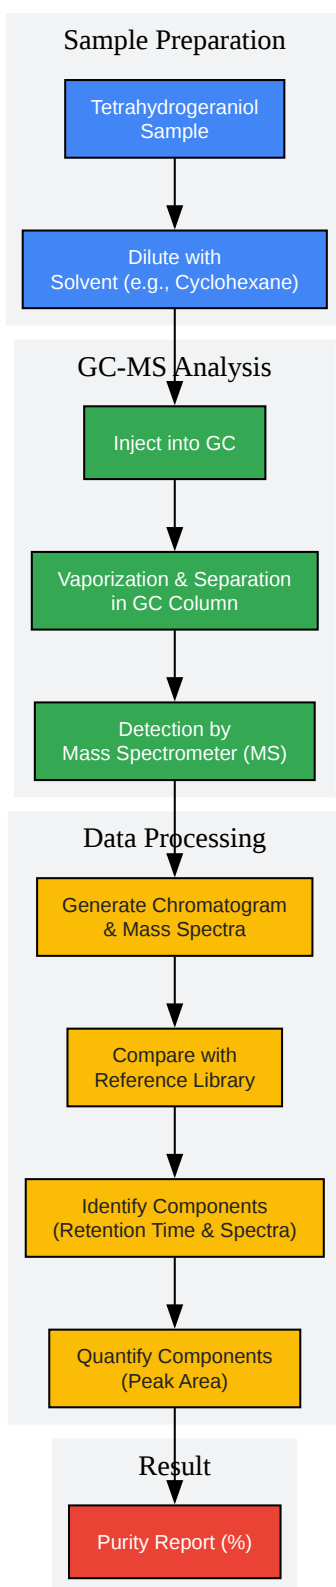 Sample Preparation
Tetrahydrogeraniol
Sample
Dilute with
Solvent (e.g., Cyclohexane)
GC-MS Analysis
Inject into GC
Vaporization & Separation
in GC Column
Detection by
Mass Spectrometer (MS)
Data Processing
Generate Chromatogram
& Mass Spectra
Compare with
Reference Library
Identify Components
(Retention Time & Spectra)
Quantify Components
(Peak Area)
Result
Purity Report (%)